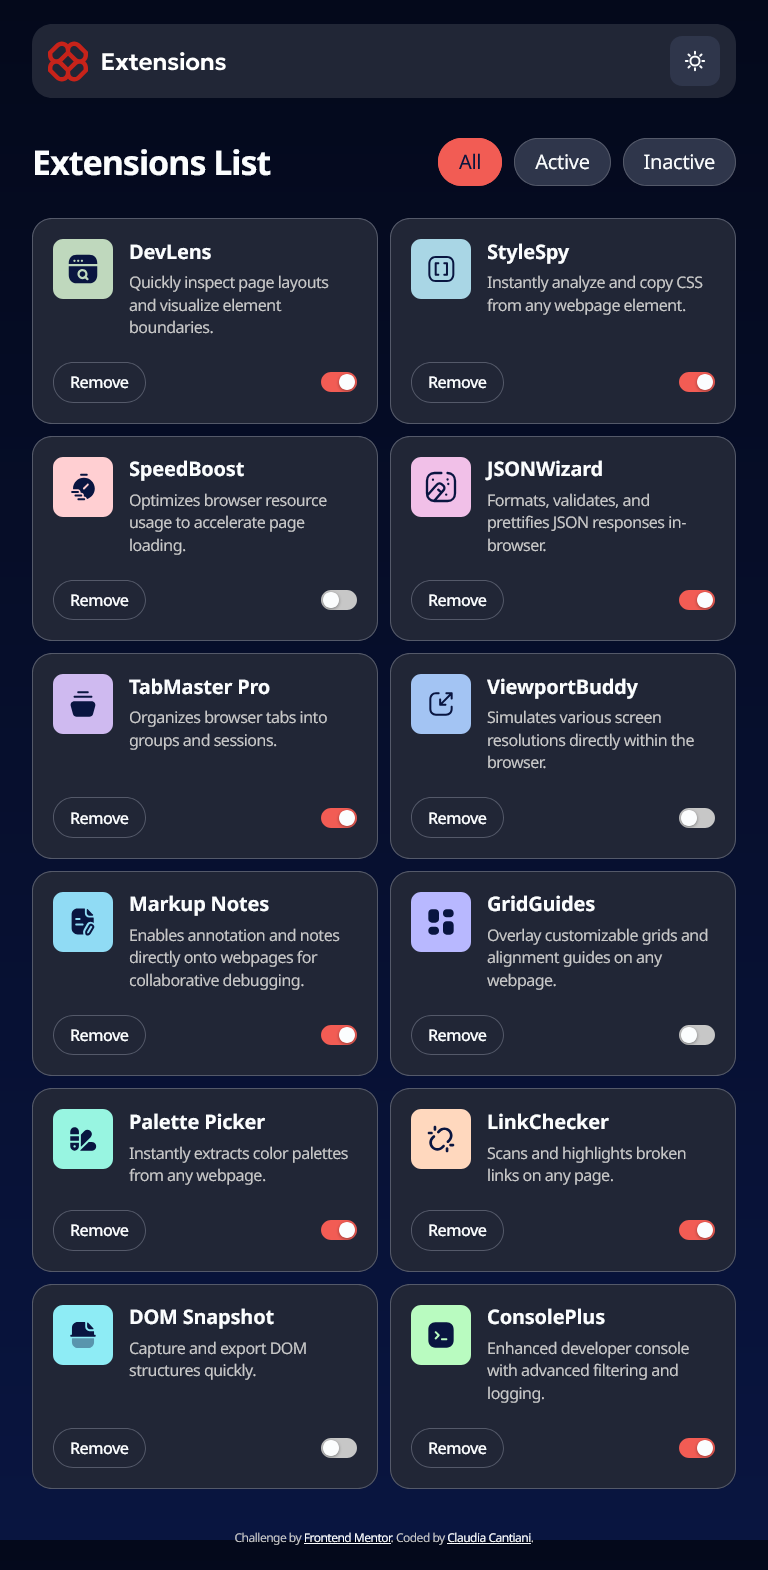 Extensions
Extensions List
All
Active
Inactive
DevLens
Quickly inspect page layouts
and visualize element
boundaries.
Remove
StyleSpy
Instantly analyze and copy CSS
from any webpage element.
Remove
SpeedBoost
Optimizes browser resource
usage to accelerate page
loading.
Remove
JSONWizard
Formats, validates, and
prettifies JSON responses in-
browser.
Remove
TabMaster Pro
Organizes browser tabs into
groups and sessions.
Remove
ViewportBuddy
Simulates various screen
resolutions directly within the
browser.
Remove
Markup Notes
Enables annotation and notes
directly onto webpages for
collaborative debugging.
Remove
GridGuides
Overlay customizable grids and
alignment guides on any
webpage.
Remove
Palette Picker
Instantly extracts color palettes
from any webpage.
Remove
LinkChecker
Scans and highlights broken
links on any page.
Remove
DOM Snapshot
Capture and export DOM
structures quickly.
Remove
ConsolePlus
Enhanced developer console
with advanced filtering and
logging.
Remove
Challenge by Frontend Mentor. Coded by Claudia Cantiani.